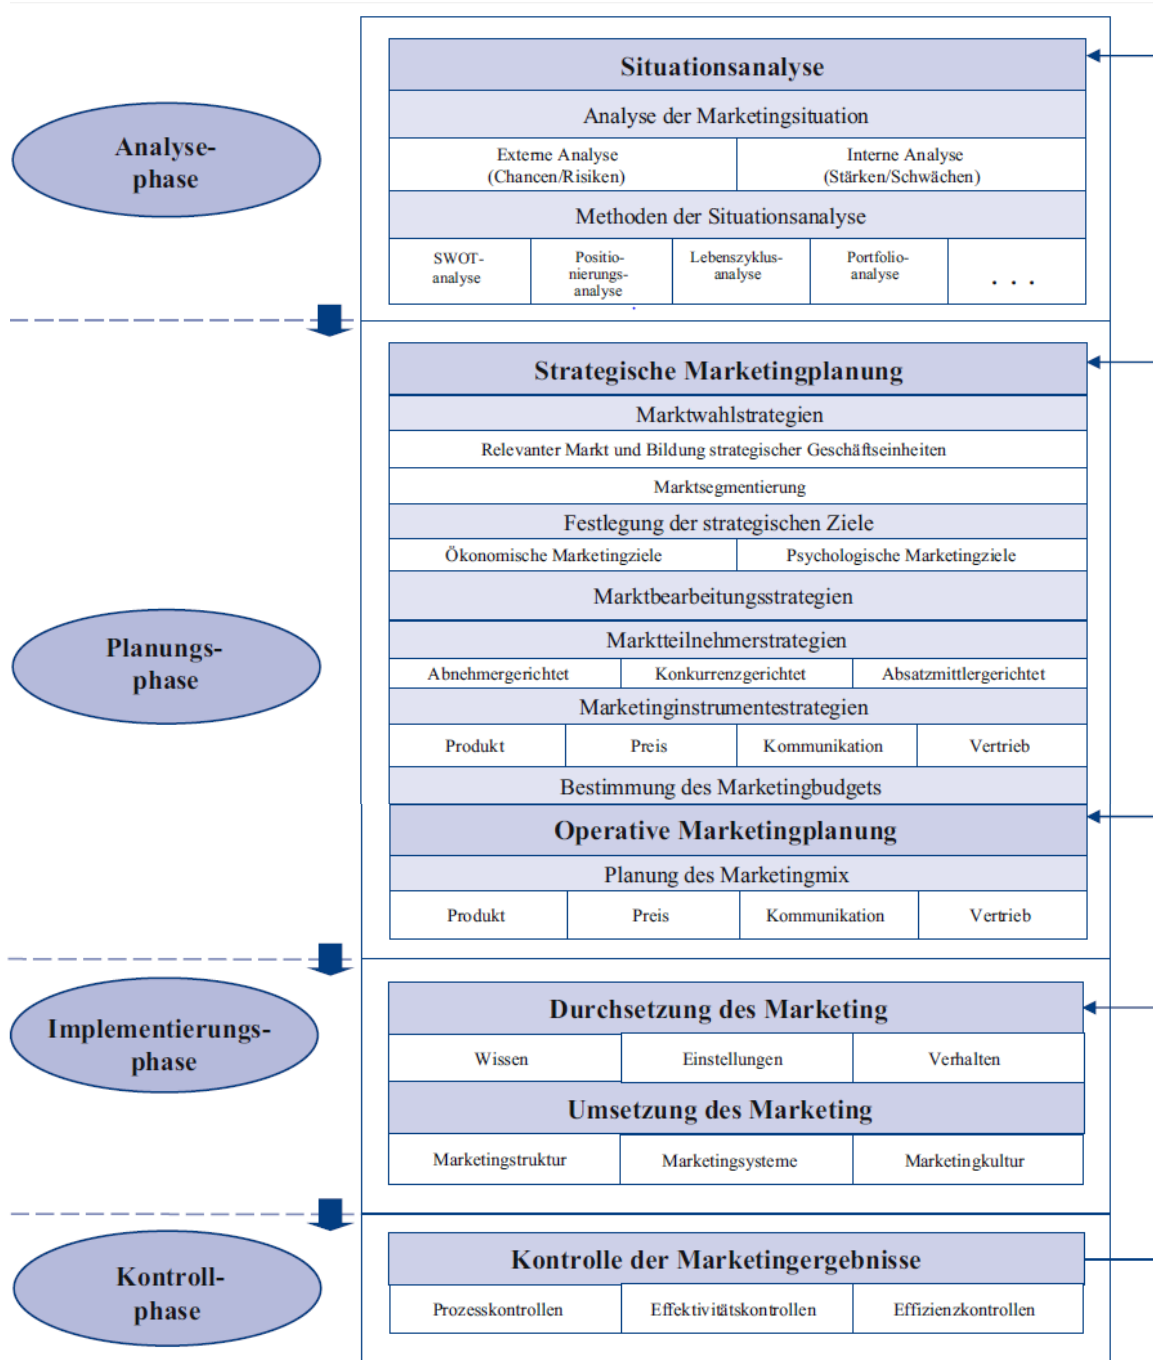 Analyse-
phase
Situationsanalyse
Analyse der Marketingsituation
Externe Analyse
(Chancen/Risiken)
Interne Analyse
(Stärken/Schwächen)
Methoden der Situationsanalyse
SWOT-
analyse
Positio-
nierungs-
analyse
Lebenszyklus-
analyse
Portfolio-
analyse
. . .
Planungs-
phase
Strategische Marketingplanung
Marktwahlstrategien
Relevanter Markt und Bildung strategischer Geschäftseinheiten
Marktsegmentierung
Festlegung der strategischen Ziele
Ökonomische Marketingziele
Psychologische Marketingziele
Marktbearbeitungsstrategien
Marktteilnehmerstrategien
Abnehmergerichtet
Konkurrenzgerichtet
Absatzmittlergerichtet
Marketinginstrumentestrategien
Produkt
Preis
Kommunikation
Vertrieb
Bestimmung des Marketingbudgets
Operative Marketingplanung
Planung des Marketingmix
Produkt
Preis
Kommunikation
Vertrieb
Implementierungs-
phase
Durchsetzung des Marketing
Wissen
Einstellungen
Verhalten
Umsetzung des Marketing
Marketingstruktur
Marketingsysteme
Marketingkultur
Kontroll-
phase
Kontrolle der Marketingergebnisse
Prozesskontrollen
Effektivitätskontrollen
Effizienzkontrollen